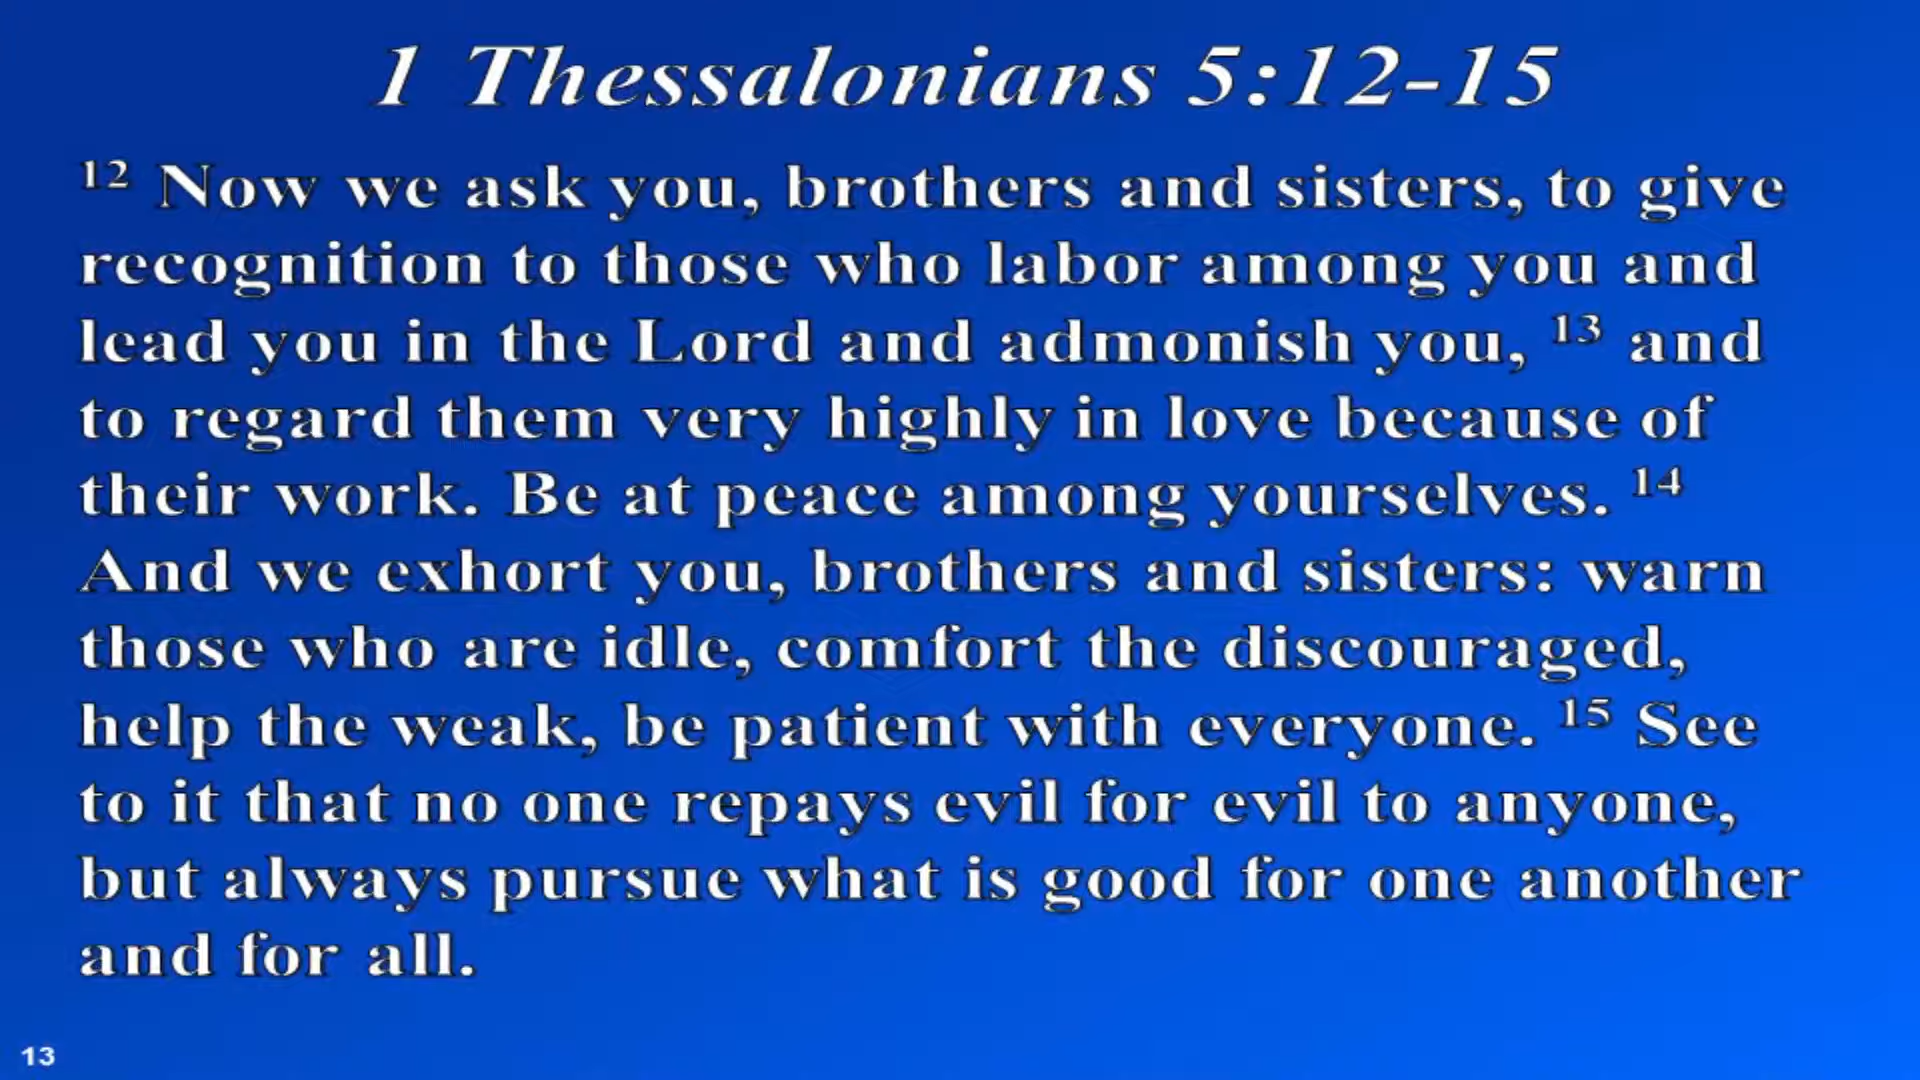 1 Thessalonians 5:12-15
12 Now we ask you, brothers and sisters, to give
recognition to those who labor among you and
lead you in the Lord and admonish you, 13 and
to regard them very highly in love because of
their work. Be at peace among yourselves. 14
And we exhort you, brothers and sisters: warn
those who are idle, comfort the discouraged,
help the weak, be patient with everyone. 15 See
to it that no one repays evil for evil to anyone,
but always pursue what is good for one another
and for all.
13